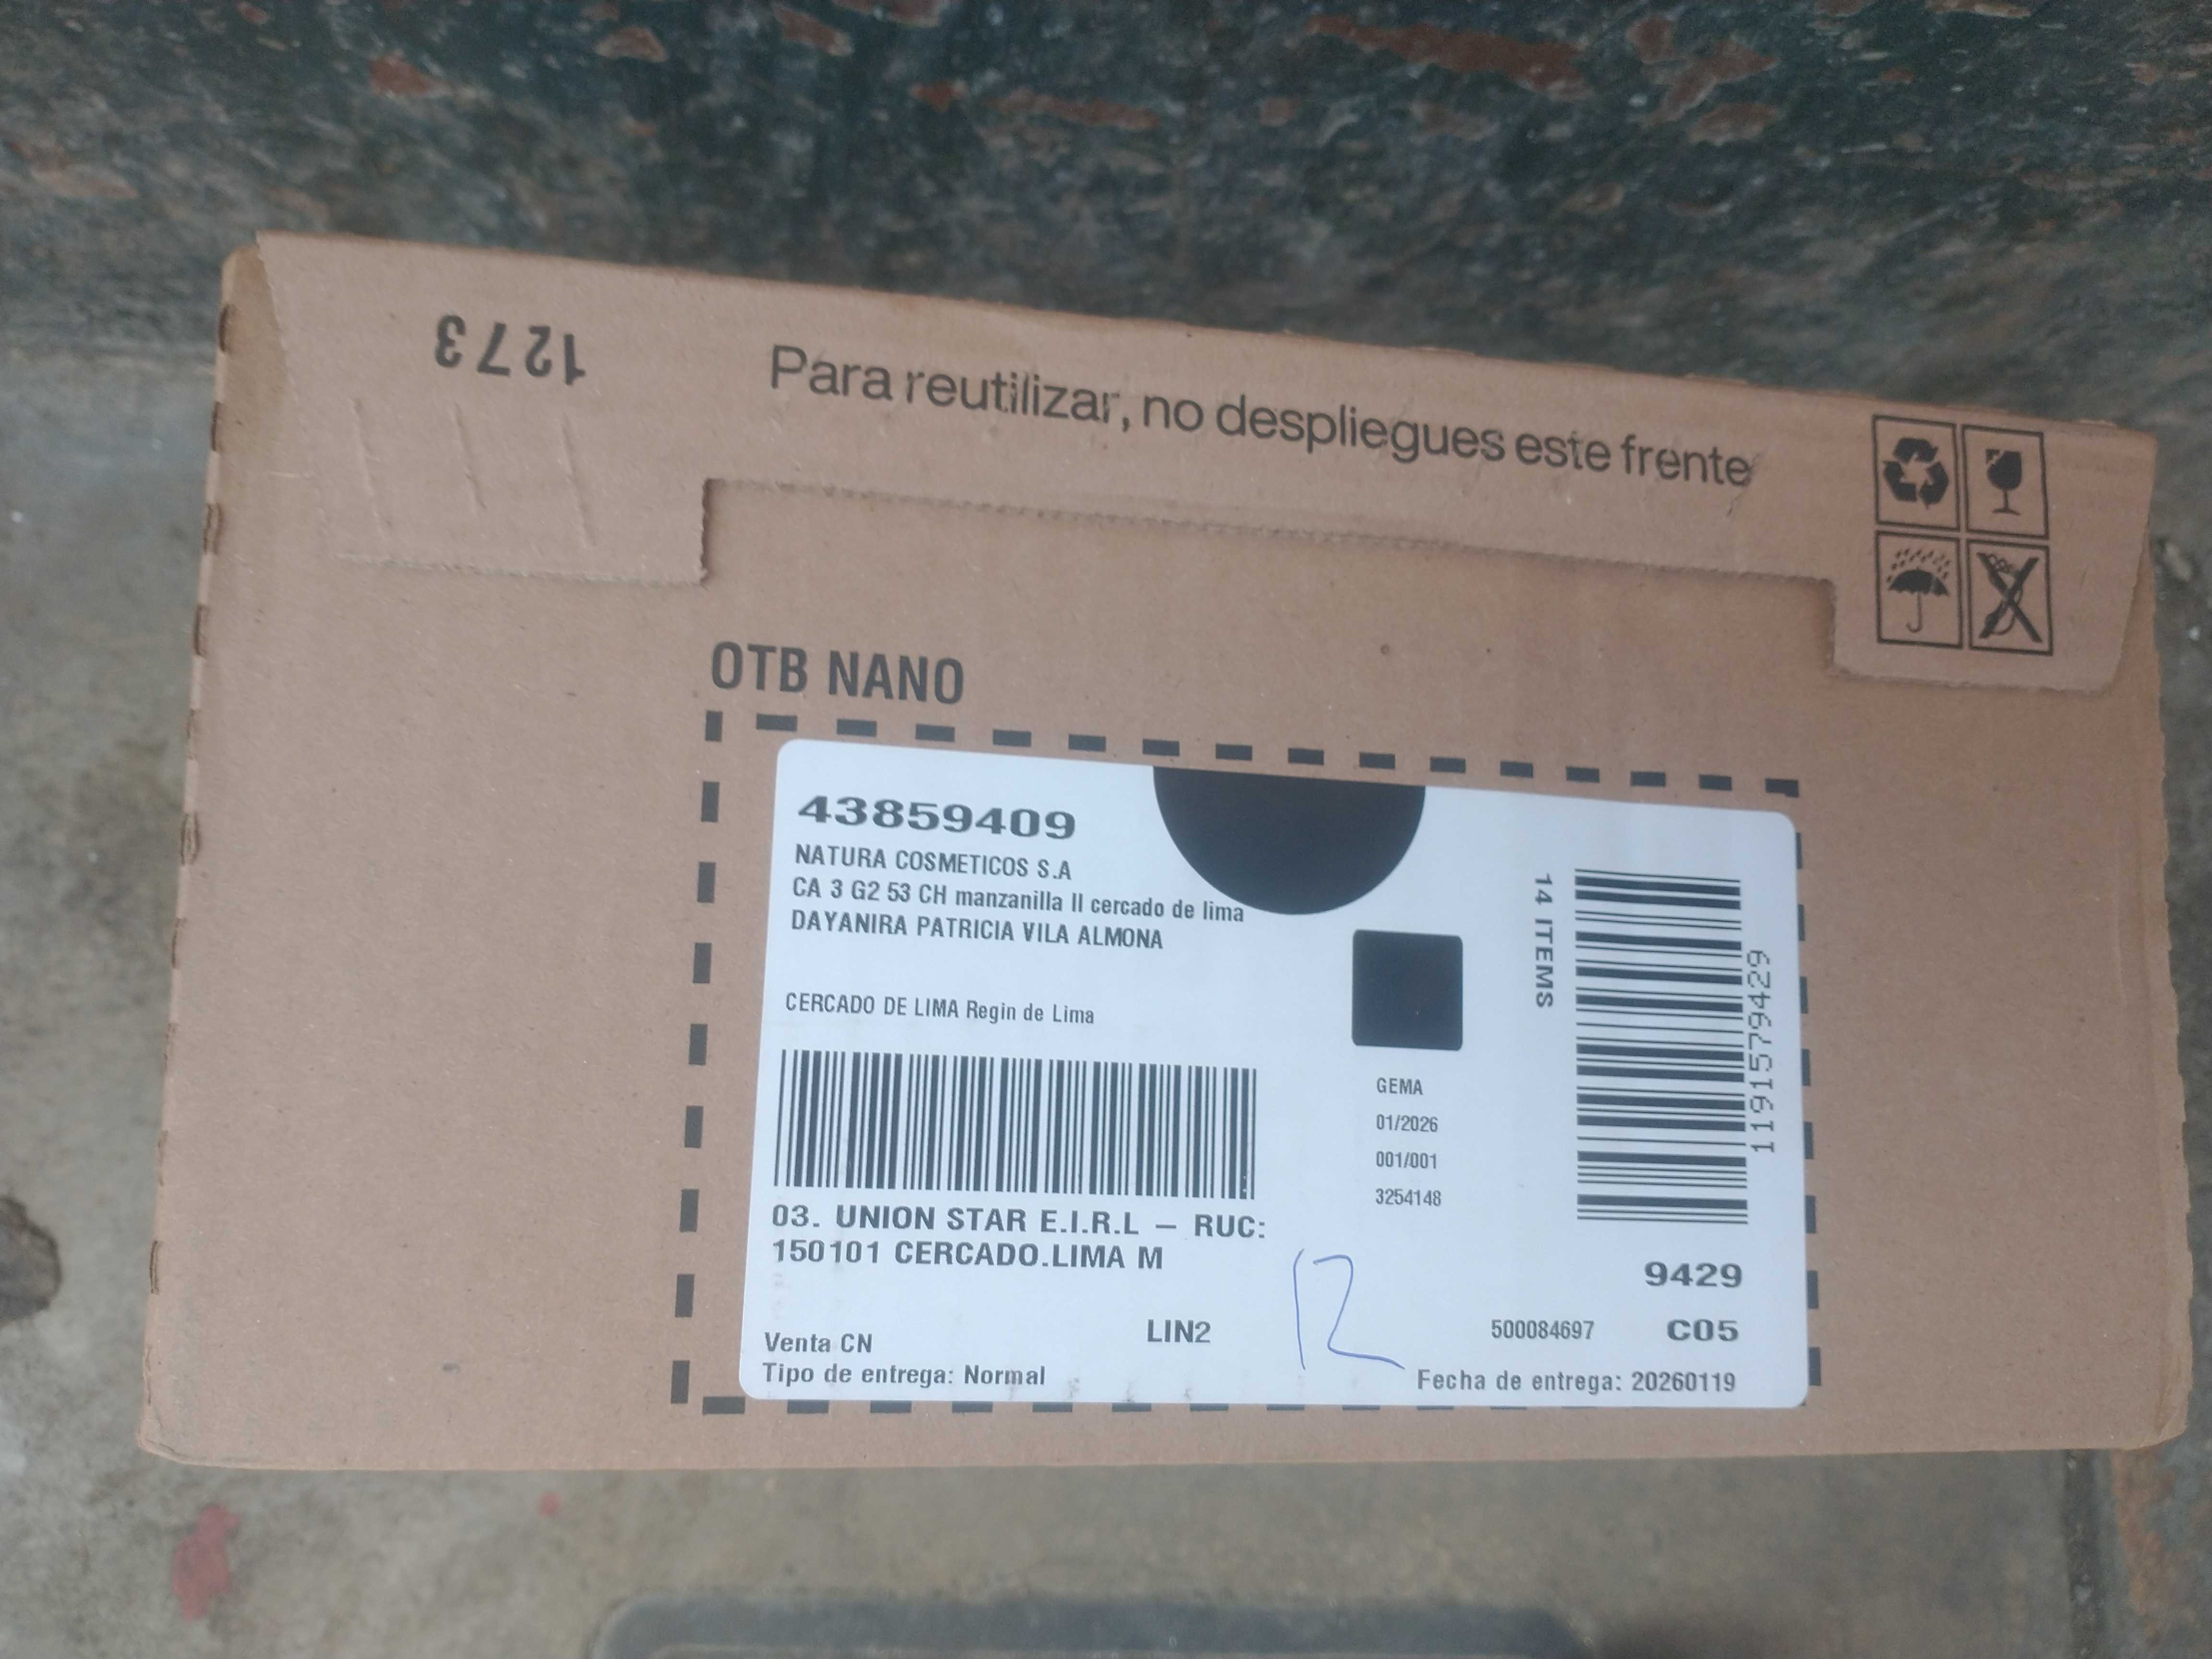 1273
Para reutilizar, no despliegues este frente
OTB NANO
43859409
NATURA COSMETICOS S.A
CA 3 G2 53 CH manzanilla II cercado de lima
DAYANIRA PATRICIA VILA ALMONA
CERCADO DE LIMA Regin de Lima
14 ITEMS
1191579429
GEMA
01/2026
001/001
3254148
03. UNION STAR E.I.R.L – RUC:
150101 CERCADO.LIMA M
12
9429
Venta CN
LIN2
500084697
C05
Tipo de entrega: Normal
Fecha de entrega: 20260119